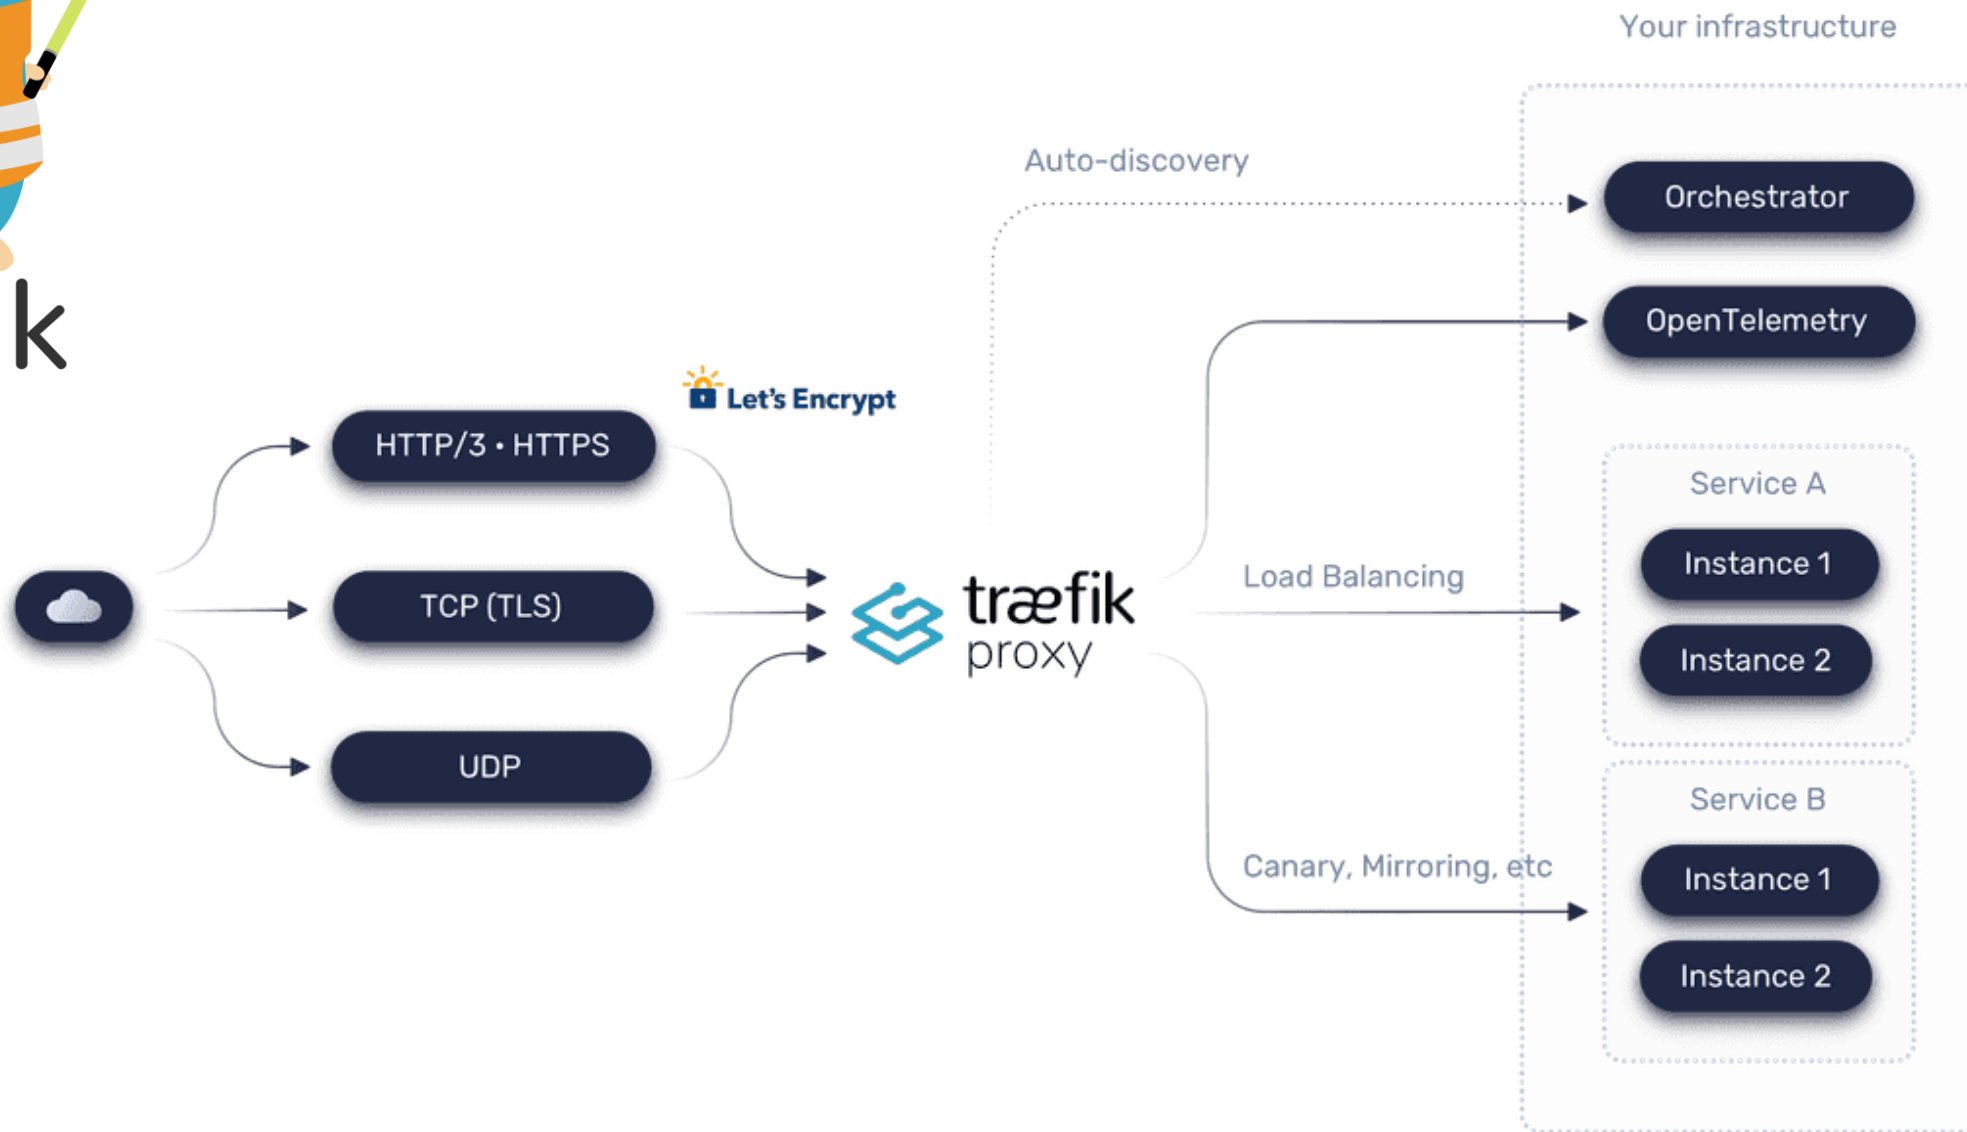 Your infrastructure
Auto-discovery
Orchestrator
OpenTelemetry
k
Let's Encrypt
HTTP/3 • HTTPS
TCP (TLS)
UDP
træfik
proxy
Load Balancing
Canary, Mirroring, etc
Service A
Instance 1
Instance 2
Service B
Instance 1
Instance 2